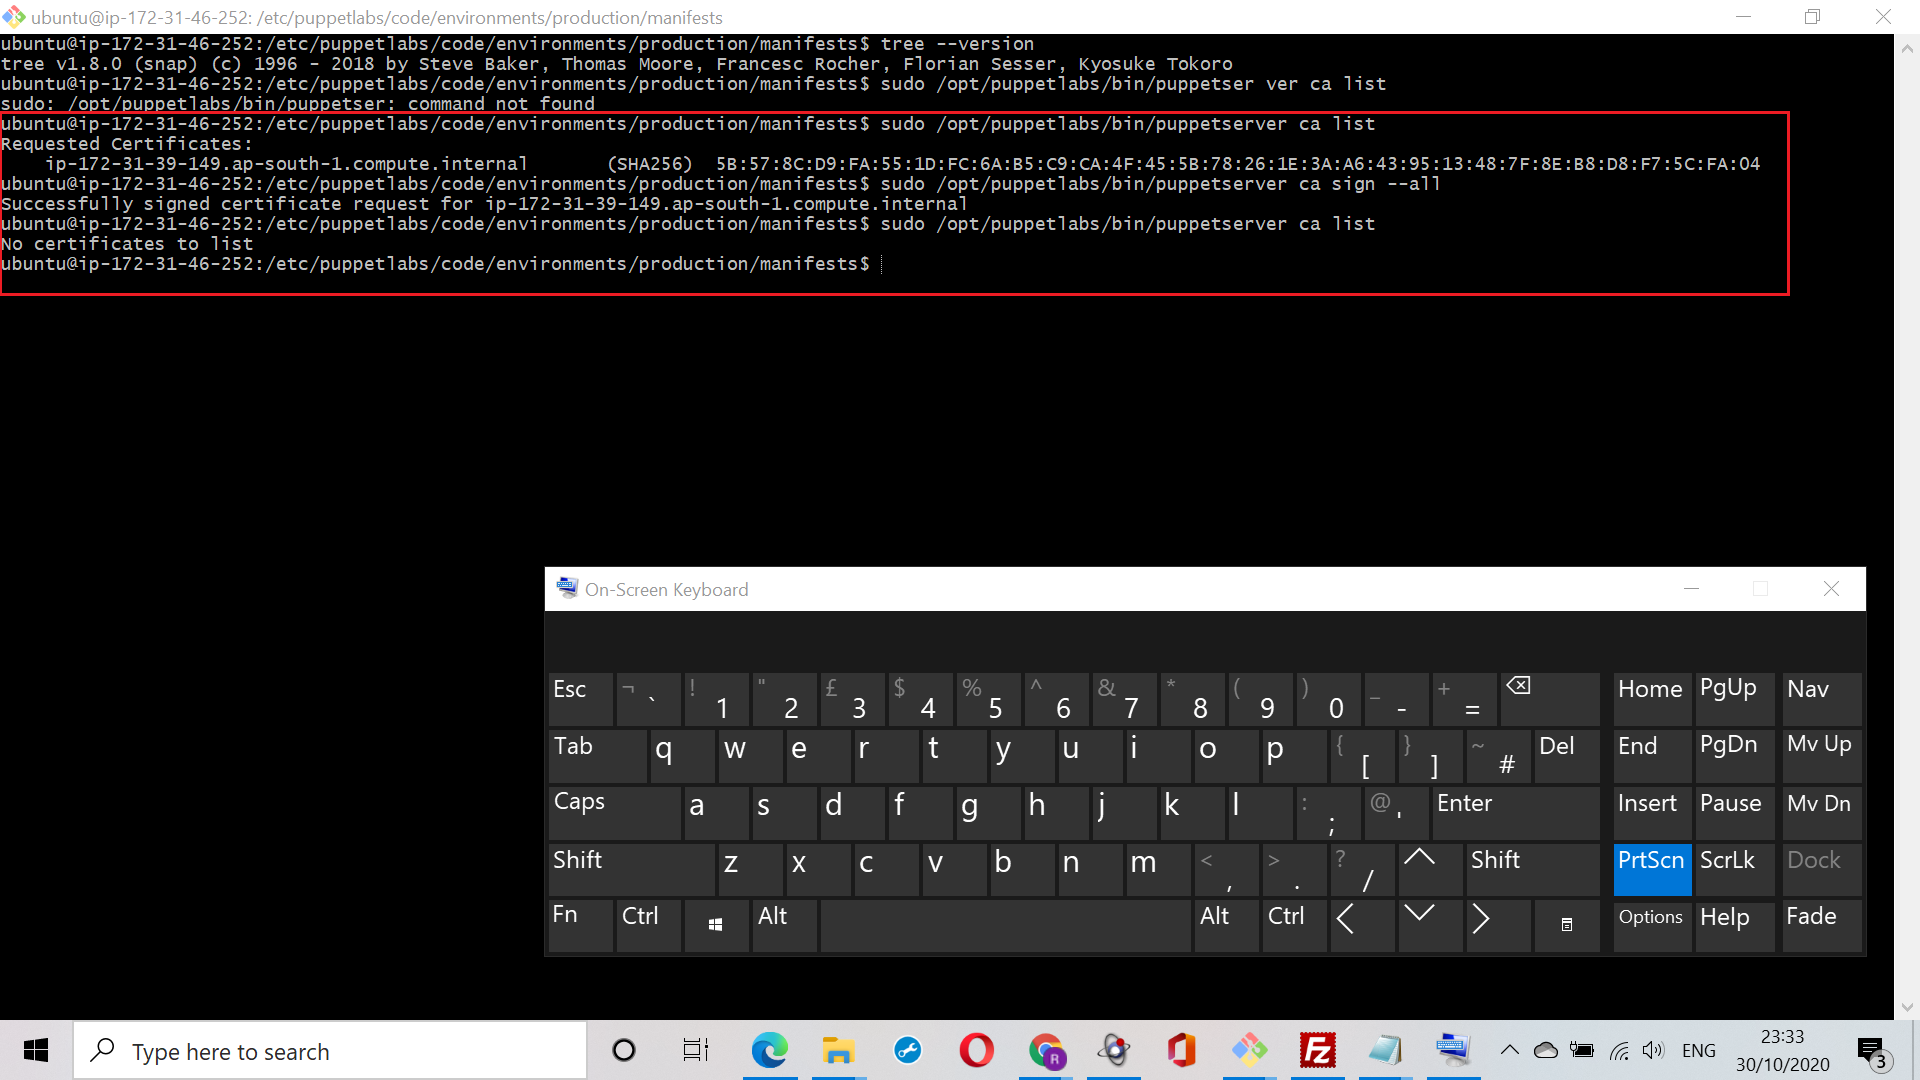 ubuntu@ip-172-31-46-252: /etc/puppetlabs/code/environments/production/manifests
ubuntu@ip-172-31-46-252:/etc/puppetlabs/code/environments/production/manifests$ tree --version
tree v1.8.0 (snap) (c) 1996 - 2018 by Steve Baker, Thomas Moore, Francesc Rocher, Florian Sesser, Kyosuke Tokoro
ubuntu@ip-172-31-46-252:/etc/puppetlabs/code/environments/production/manifests$ sudo /opt/puppetlabs/bin/puppetser ver ca list
sudo: /opt/puppetlabs/bin/puppetser: command not found
ubuntu@ip-172-31-46-252:/etc/puppetlabs/code/environments/production/manifests$ sudo /opt/puppetlabs/bin/puppetserver ca list
Requested Certificates:
ip-172-31-39-149.ap-south-1.compute.internal (SHA256) 5B:57:8C:D9:FA:55:1D:FC:6A:B5:C9:CA:4F:45:5B:78:26:1E:3A:A6:43:95:13:48:7F:8E:B8:D8:F7:5C:FA:04
ubuntu@ip-172-31-46-252:/etc/puppetlabs/code/environments/production/manifests$ sudo /opt/puppetlabs/bin/puppetserver ca sign --all
Successfully signed certificate request for ip-172-31-39-149.ap-south-1.compute.internal
ubuntu@ip-172-31-46-252:/etc/puppetlabs/code/environments/production/manifests$ sudo /opt/puppetlabs/bin/puppetserver ca list
No certificates to list
ubuntu@ip-172-31-46-252:/etc/puppetlabs/code/environments/production/manifests$
On-Screen Keyboard
Esc ¬ ` ! 1 " 2 £ 3 $ 4 % 5 ^ 6 & 7 * 8 ( 9 ) 0 _ - + = Home PgUp Nav
Tab q w e r t y u i o p { [ } ] ~ # Del End PgDn Mv Up
Caps a s d f g h j k l : ; @ ' Enter Insert Pause Mv Dn
Shift z x c v b n m < , > . ? / Shift PrtScn ScrLk Dock
Fn Ctrl Alt Alt Ctrl Options Help Fade
Type here to search
R
Fz
ENG
23:33
30/10/2020
3